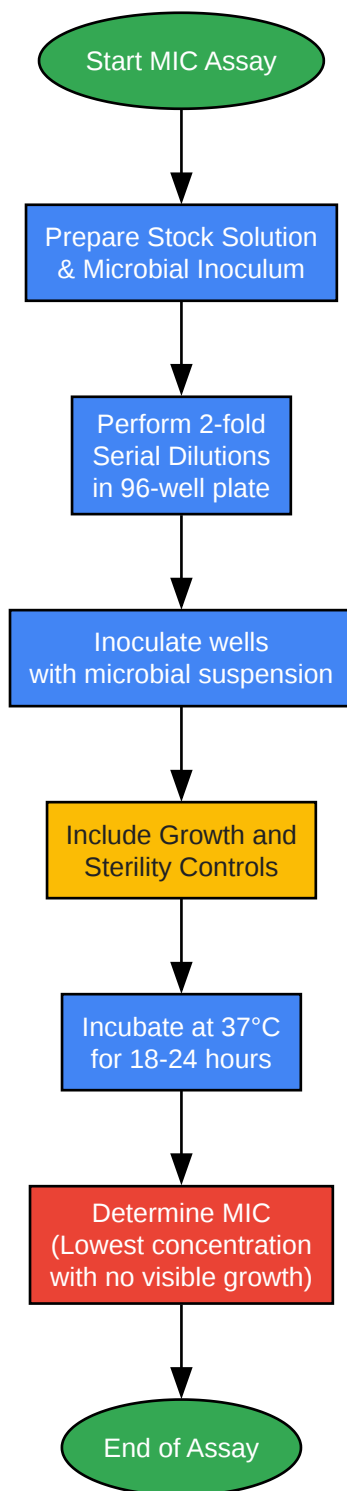 Start MIC Assay
Prepare Stock Solution
& Microbial Inoculum
Perform 2-fold
Serial Dilutions
in 96-well plate
Inoculate wells
with microbial suspension
Include Growth and
Sterility Controls
Incubate at 37°C
for 18-24 hours
Determine MIC
(Lowest concentration
with no visible growth)
End of Assay